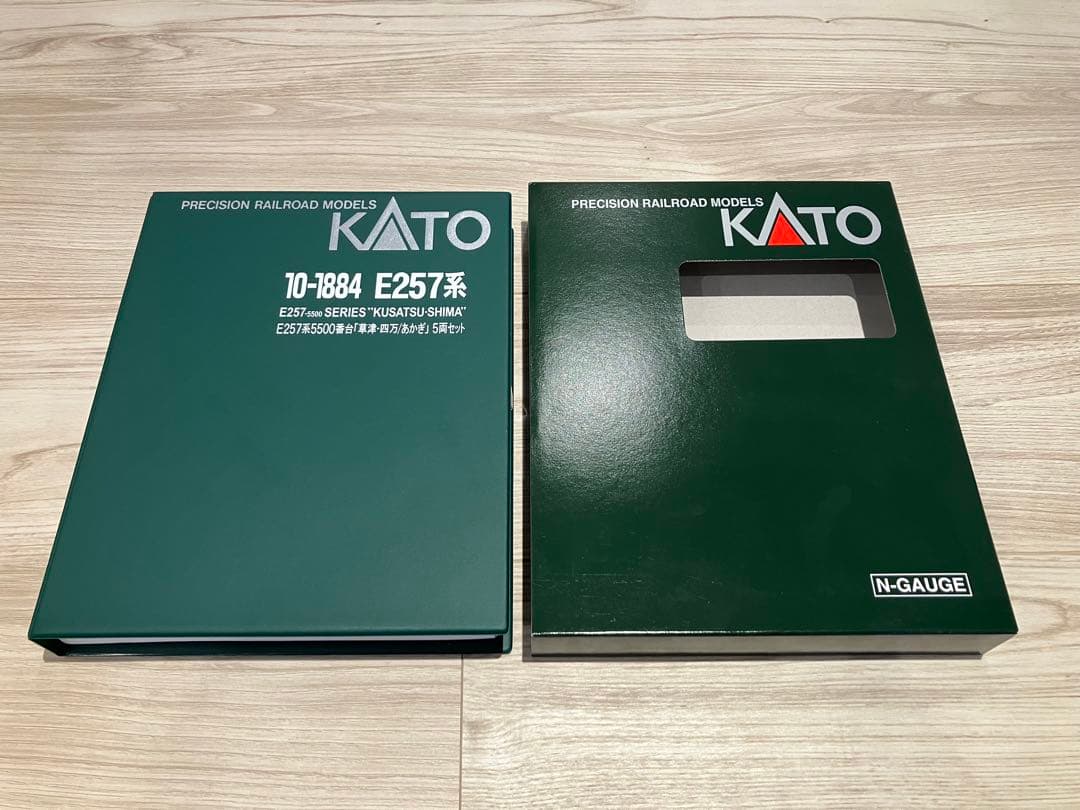 PRECISION RAILROAD MODELS
KATO
10-1884 E257系
E257-5500 SERIES "KUSATSU·SHIMA"
E257系5500番台「草津・四万/あかぎ」5両セット
PRECISION RAILROAD MODELS
KATO
N-GAUGE